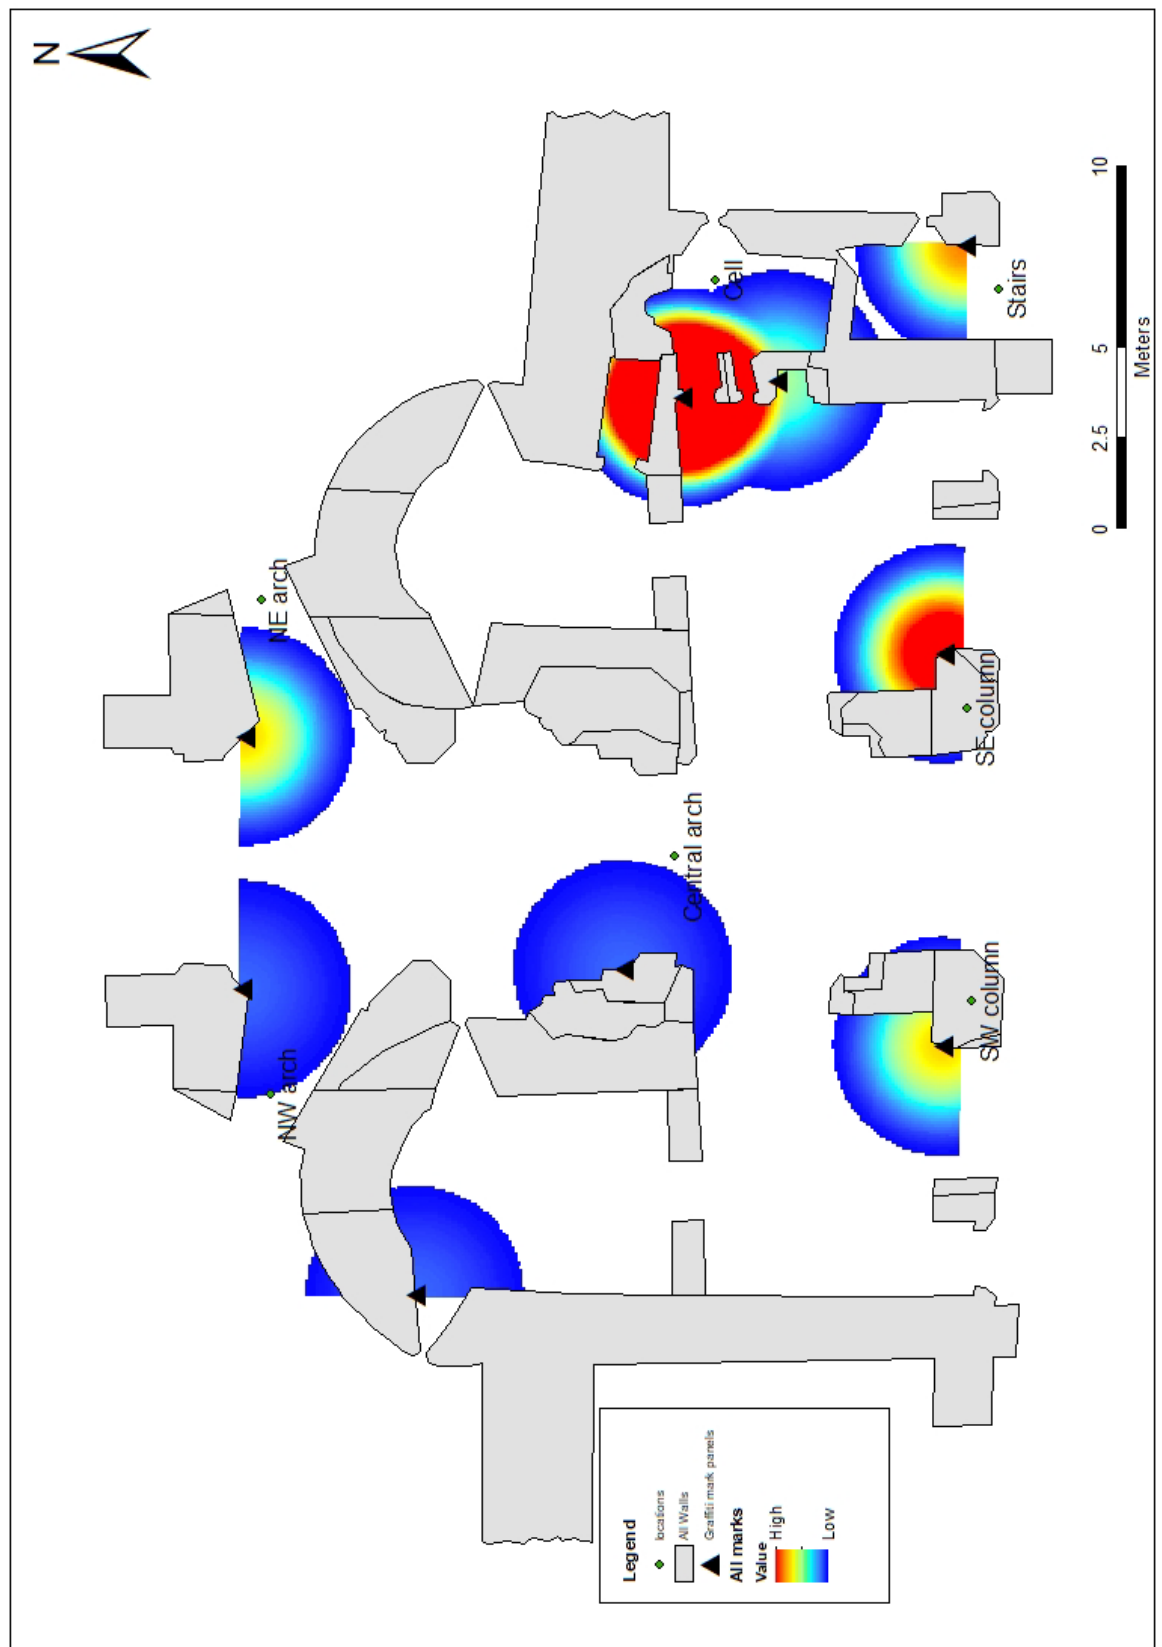 N
Cell
Stairs
NE arch
SE column
Central arch
NW arch
SW column
0
2.5
5
10
Meters
Legend
locations
All Walls
Graffiti mark panels
All marks
Value
High
Low